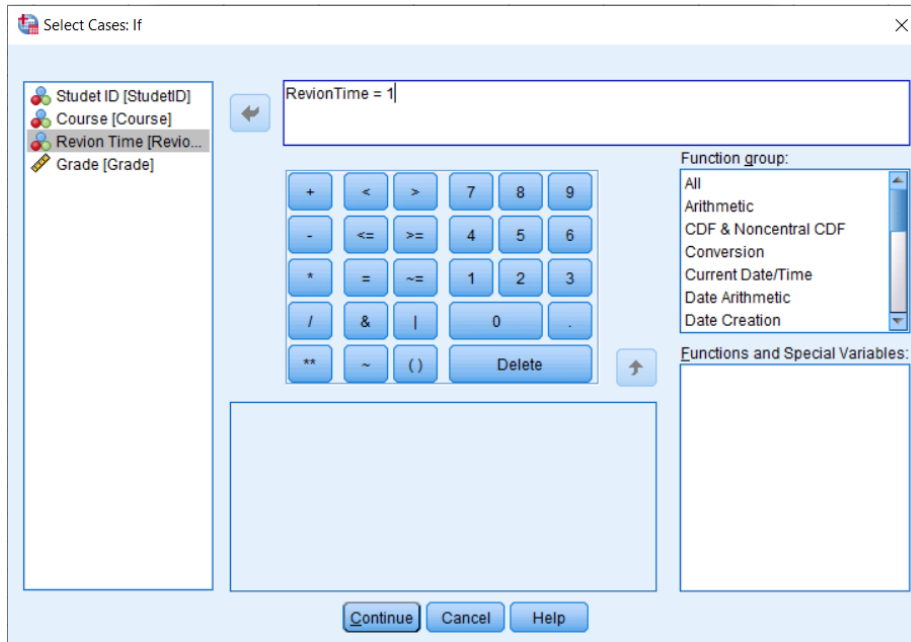 Select Cases: If
Studet ID [StudetID]
Course [Course]
Revion Time [Revio...
Grade [Grade]
RevionTime = 1
+ < > 7 8 9
- <= >= 4 5 6
* = ~= 1 2 3
/ & | 0 .
** ~ ( ) Delete
Function group:
All
Arithmetic
CDF & Noncentral CDF
Conversion
Current Date/Time
Date Arithmetic
Date Creation
Functions and Special Variables:
Continue Cancel Help